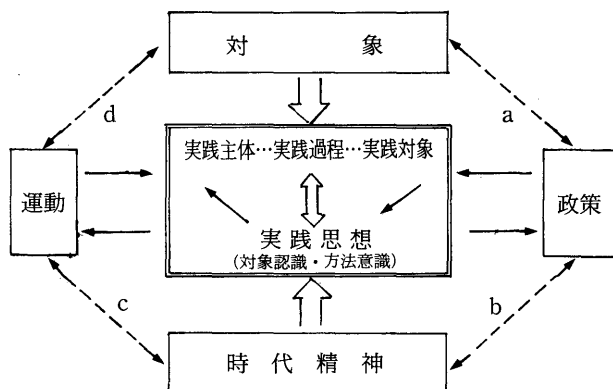 対 象
d
a
実践主体…実践過程…実践対象
運動
政策
実践思想
(対象認識・方法意識)
c
b
時代精神